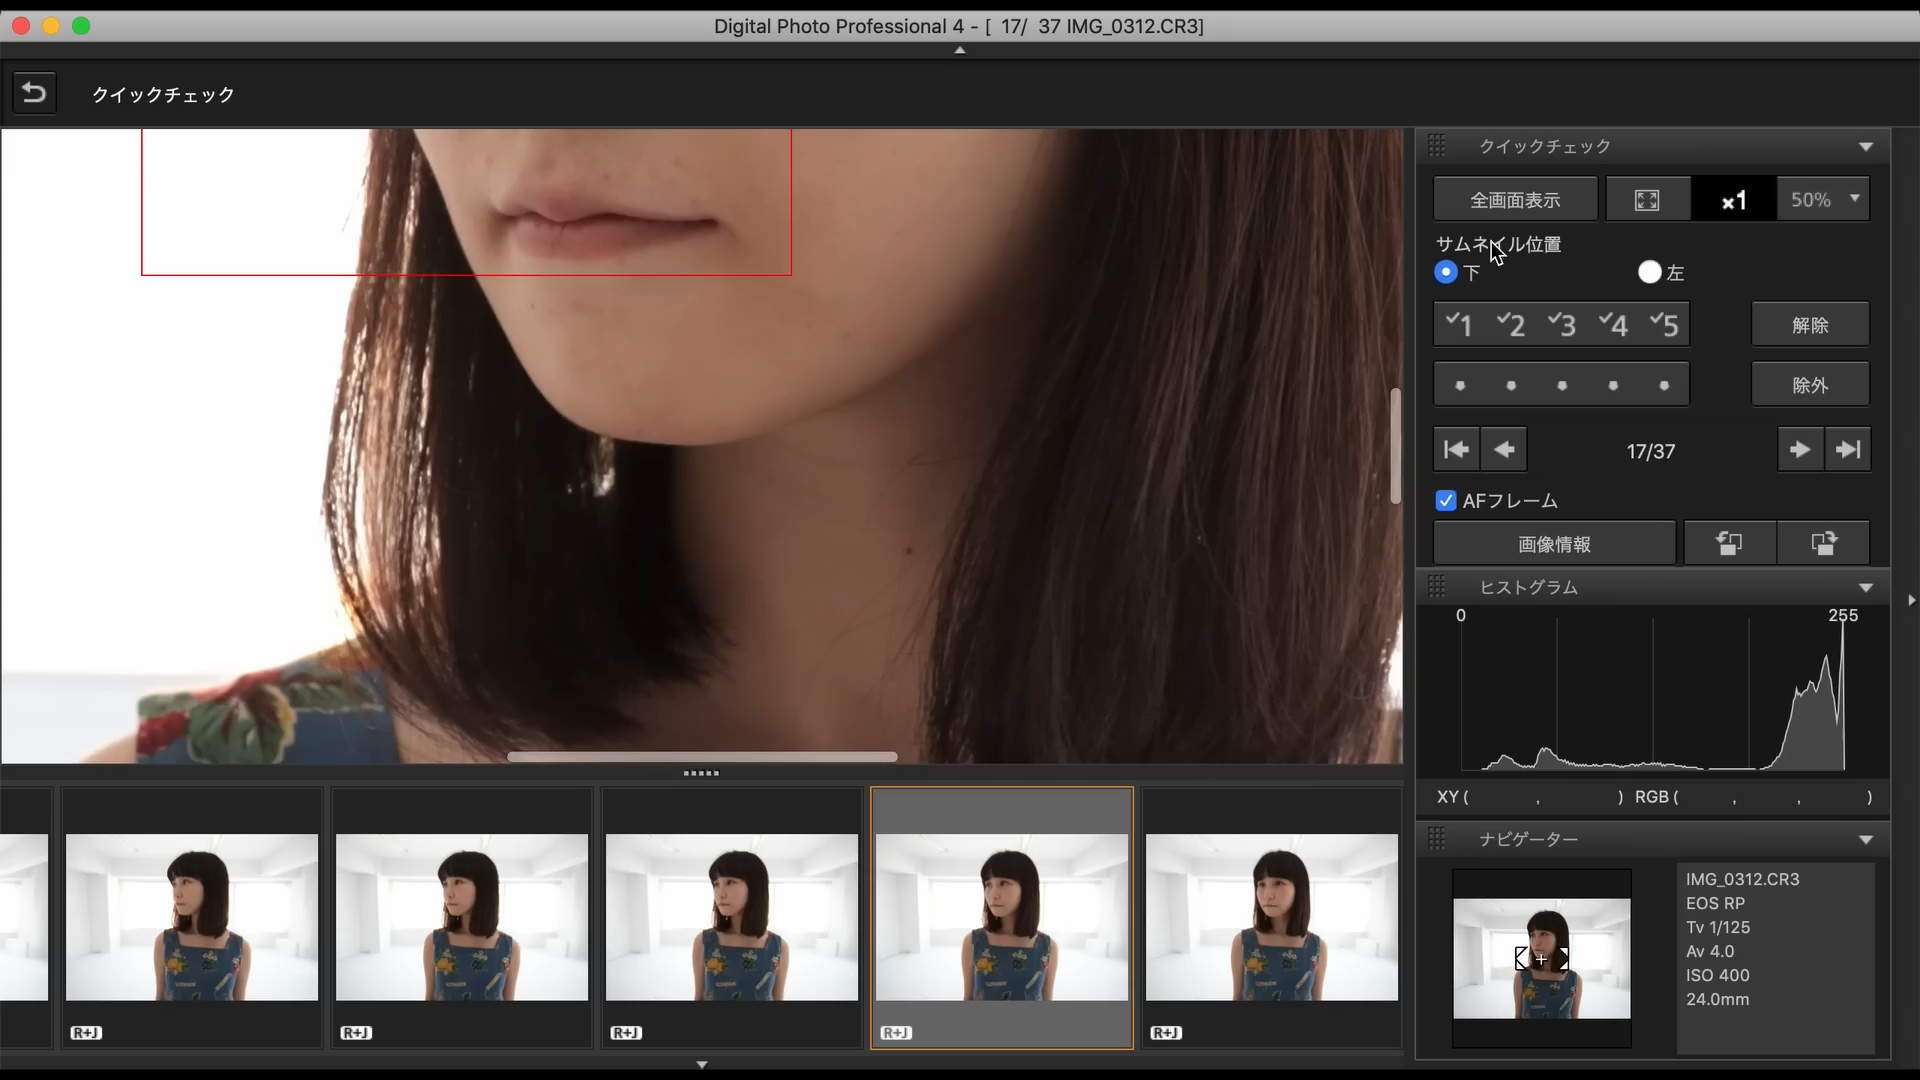 Digital Photo Professional 4 - [ 17/ 37 IMG_0312.CR3]
クイックチェック
クイックチェック
全画面表示 ×1 50%
サムネイル位置
下 左
1 2 3 4 5 解除
除外
17/37
AFフレーム
画像情報
ヒストグラム
0 255
XY ( , ) RGB ( , , )
ナビゲーター
IMG_0312.CR3
EOS RP
Tv 1/125
Av 4.0
ISO 400
24.0mm
R+J R+J R+J R+J R+J